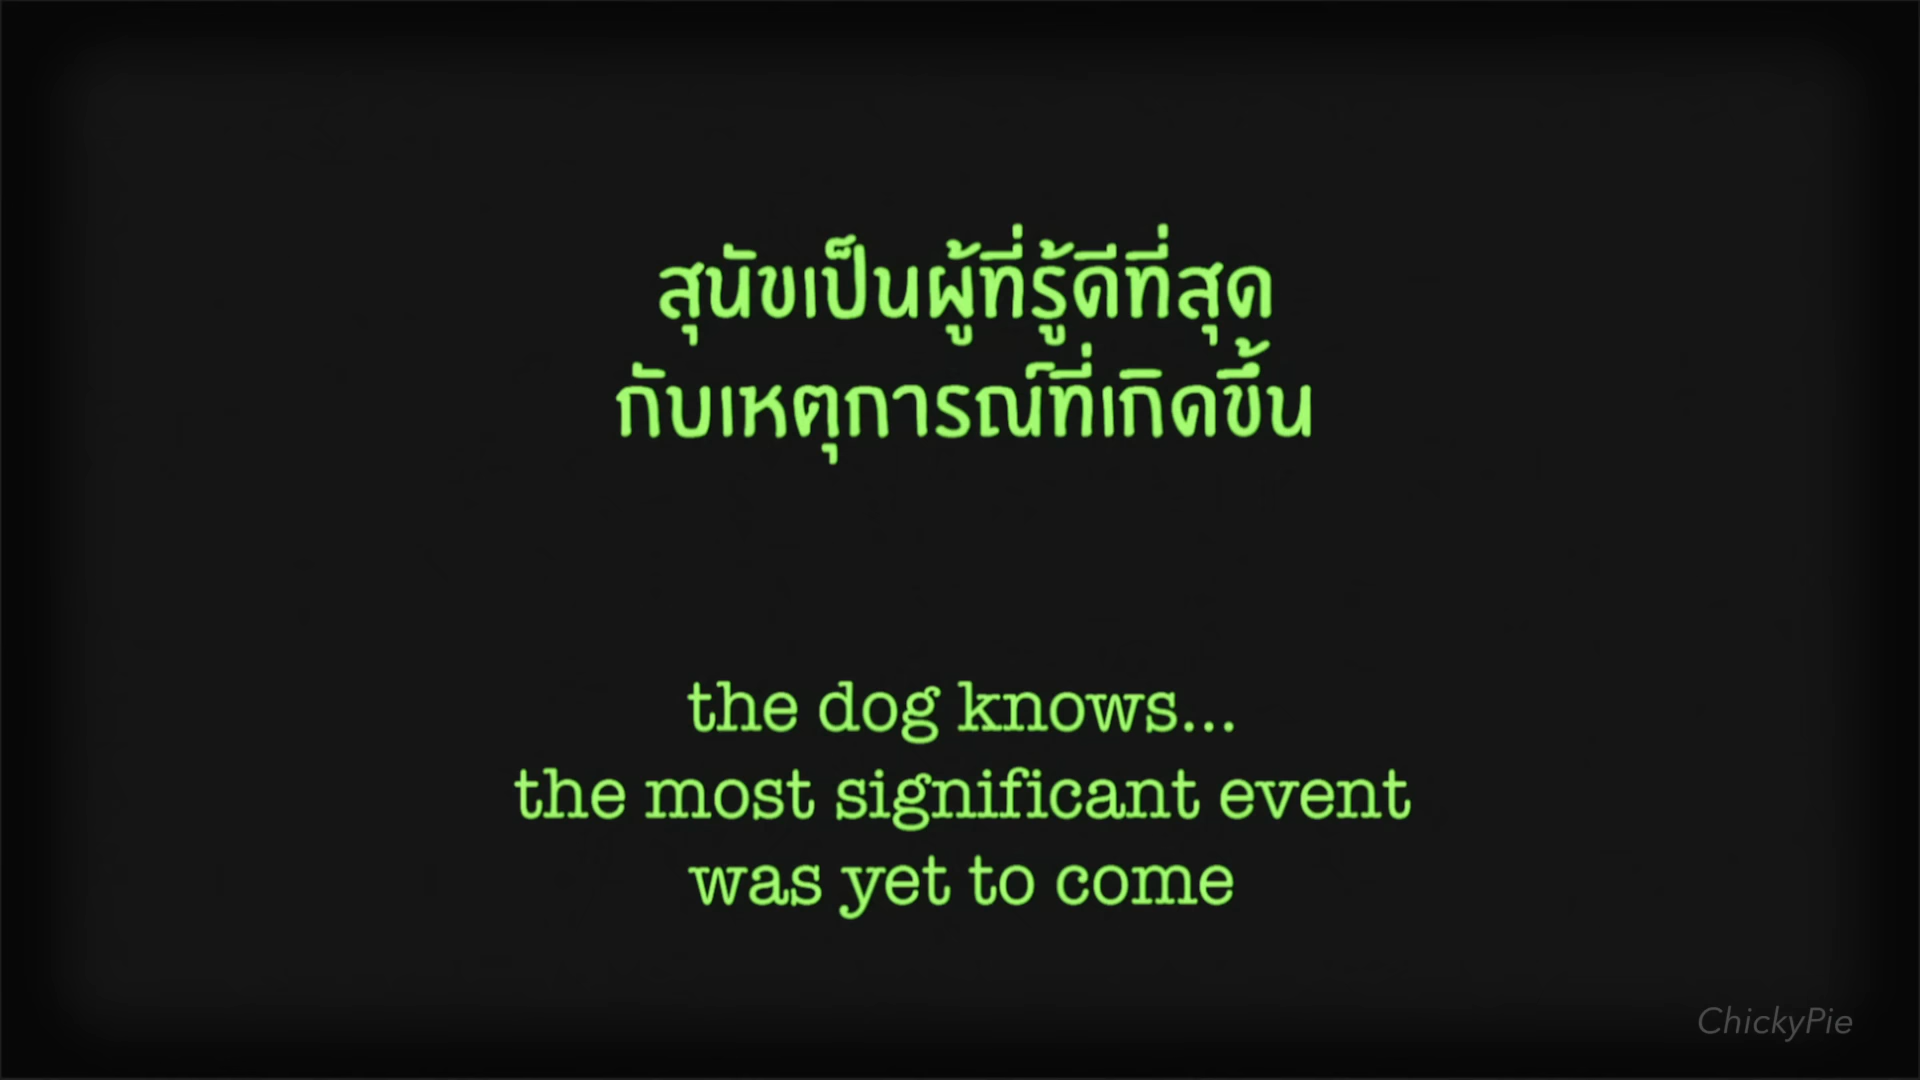 สุนัขเป็นผู้ที่รู้ดีที่สุด
กับเหตุการณ์ที่เกิดขึ้น
the dog knows...
the most significant event
was yet to come
ChickyPie